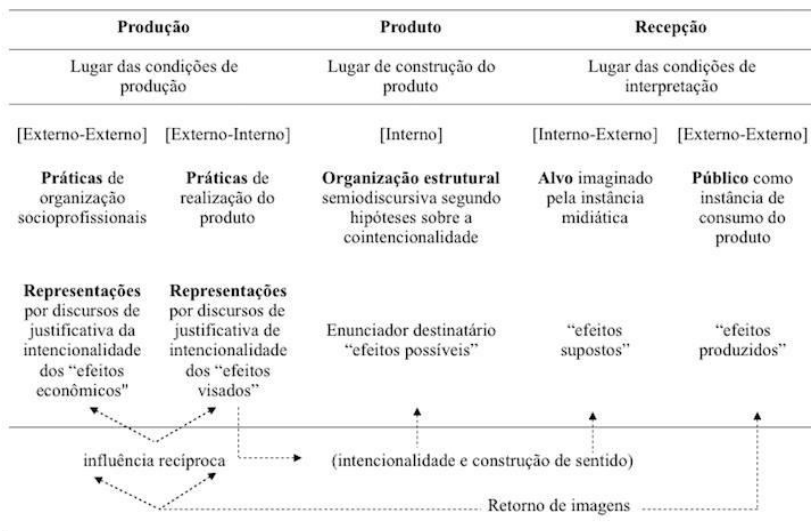 Produção Produto Recepção
Lugar das condições de produção Lugar de construção do produto Lugar das condições de interpretação
[Externo-Externo] [Externo-Interno] [Interno] [Interno-Externo] [Externo-Externo]
Práticas de
organização
socioprofissionais
Práticas de
realização do
produto
Organização estrutural
semiodiscursiva segundo
hipóteses sobre a
cointencionalidade
Alvo imaginado
pela instância
midiática
Público como
instância de
consumo do
produto
Representações
por discursos de
justificativa da
intencionalidade
dos “efeitos
econômicos"
Representações
por discursos de
justificativa de
intencionalidade
dos “efeitos
visados”
Enunciador destinatário
“efeitos possíveis”
“efeitos
supostos”
“efeitos
produzidos”
influência recíproca (intencionalidade e construção de sentido)
Retorno de imagens